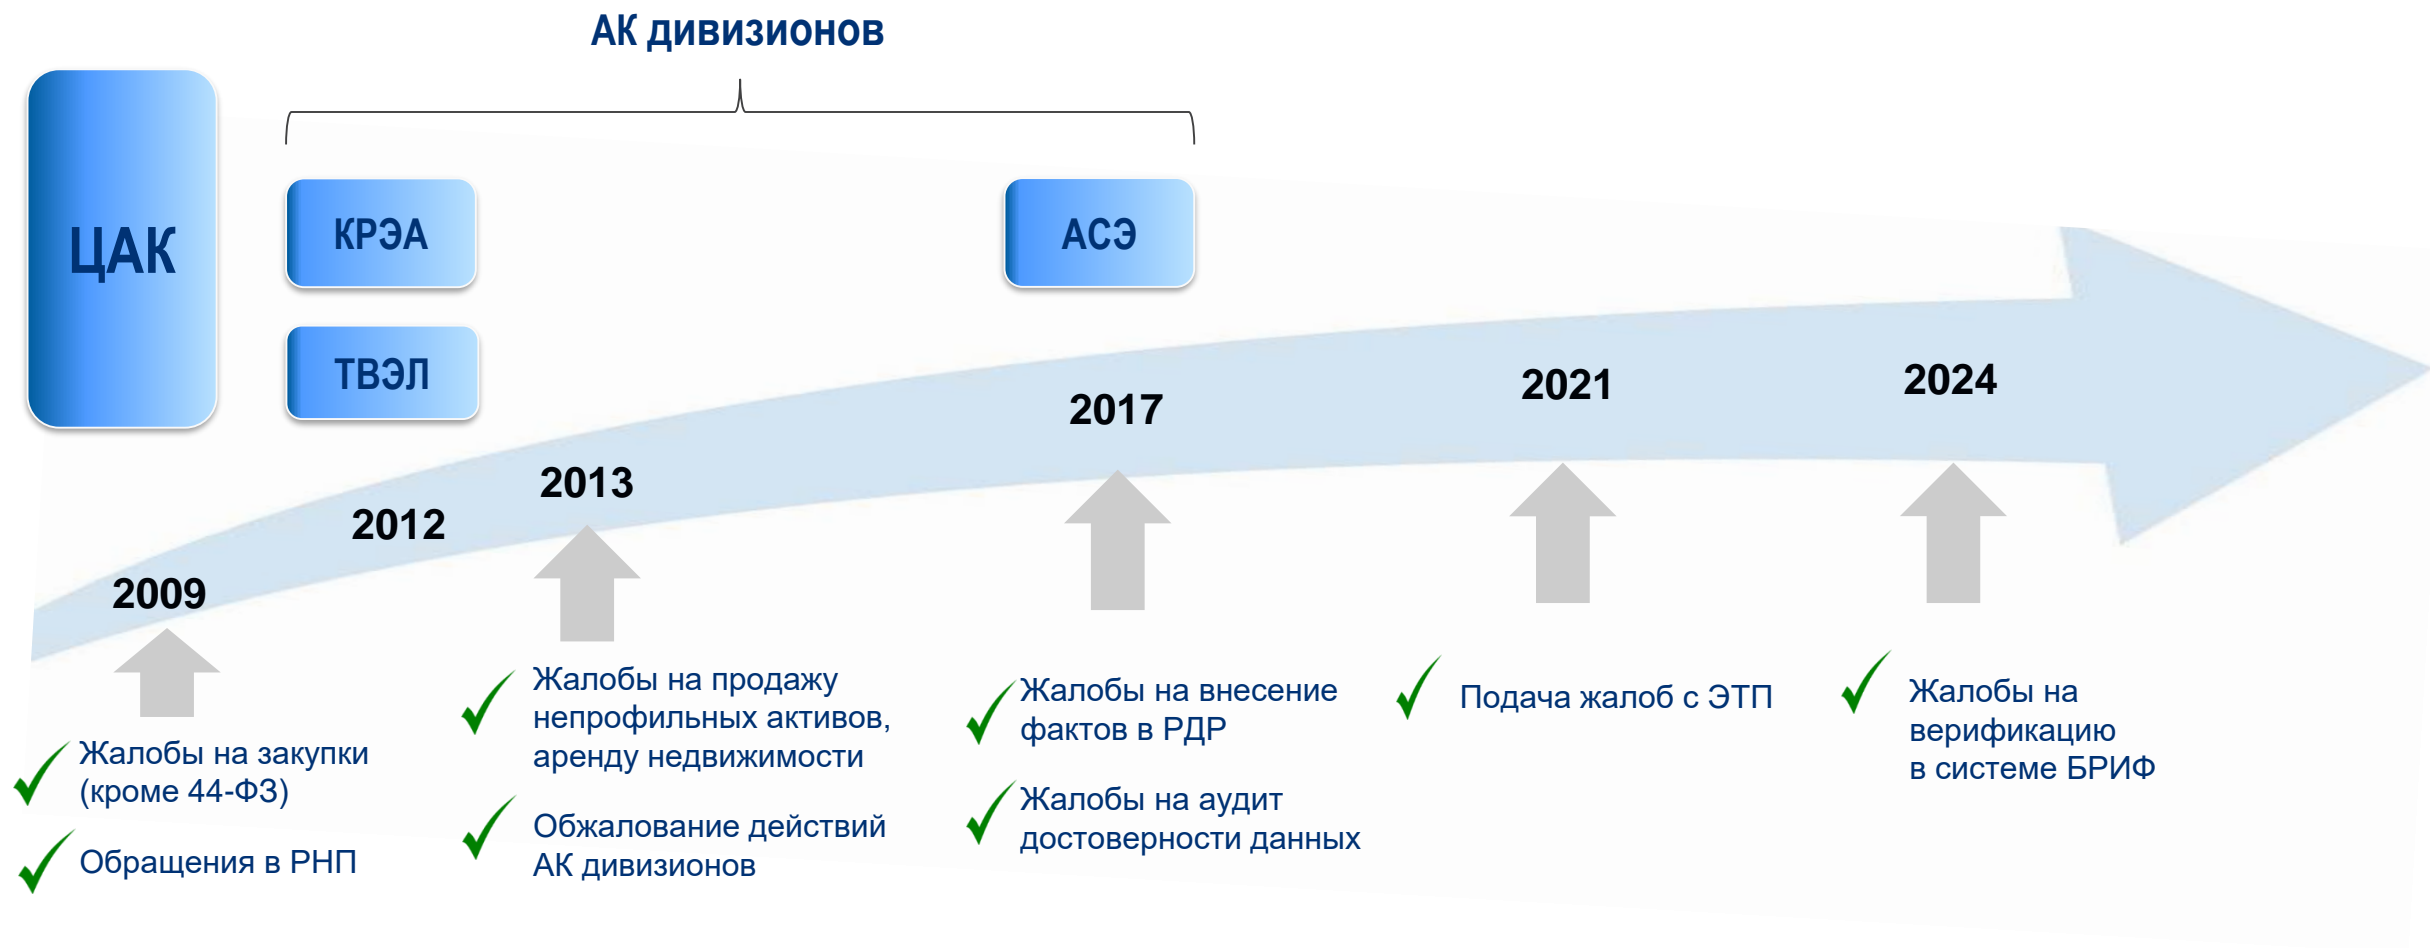 АК дивизионов
ЦАК
КРЭА
АСЭ
ТВЭЛ
2009
2012
2013
2017
2021
2024
Жалобы на закупки
(кроме 44-ФЗ)
Обращения в РНП
Жалобы на продажу
непрофильных активов,
аренду недвижимости
Обжалование действий
АК дивизионов
Жалобы на внесение
фактов в РДР
Жалобы на аудит
достоверности данных
Подача жалоб с ЭТП
Жалобы на
верификацию
в системе БРИФ